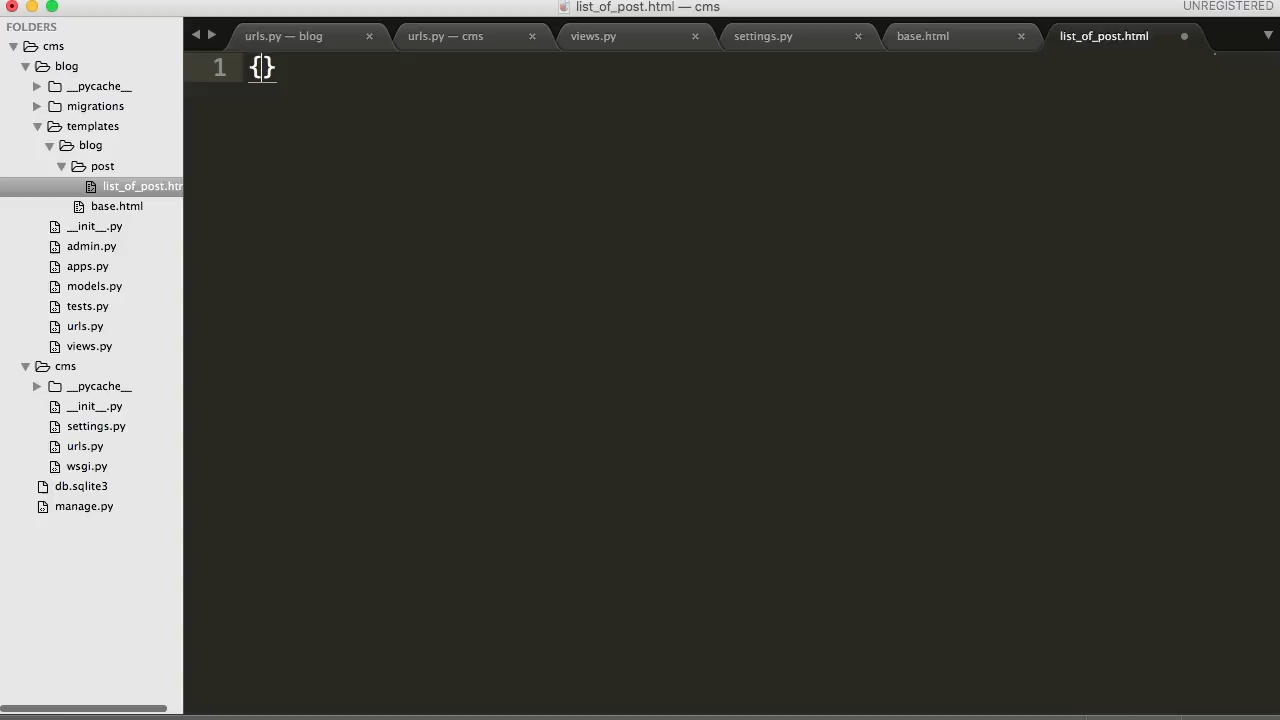 list_of_post.html — cms
UNREGISTERED
FOLDERS
cms
blog
__pycache__
migrations
templates
blog
post
list_of_post.htm
base.html
__init__.py
admin.py
apps.py
models.py
tests.py
urls.py
views.py
cms
__pycache__
__init__.py
settings.py
urls.py
wsgi.py
db.sqlite3
manage.py
urls.py — blog
urls.py — cms
views.py
settings.py
base.html
list_of_post.html
1 {}